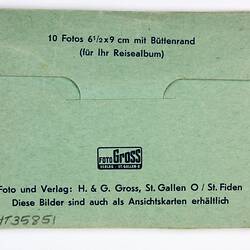 10 Fotos 6½x9 cm mit Büttenrand
(für Ihr Reisealbum)
FOTO GROSS
VERLAG ST. GALLEN O
Foto und Verlag: H. & G. Gross, St. Gallen O / St. Fiden
Diese Bilder sind auch als Ansichtskarten erhältlich
HT35851